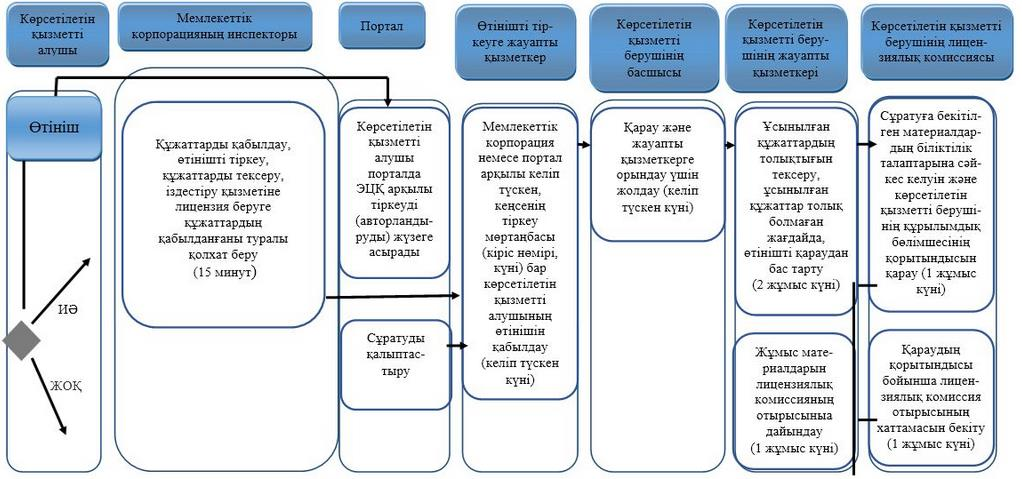 Көрсетілетін
қызметті
алушы
Мемлекеттік
корпорацияның инспекторы
Портал
Өтінішті тір-
кеуге жауапты
қызметкер
Көрсетілетін
қызметті
берушінің
басшысы
Көрсетілетін
қызметті беру-
шінің жауапты
қызметкері
Көрсетілетін қызметті
берушінің лицен-
зиялық комиссиясы
Өтініш
ИӘ
ЖОҚ
Құжаттарды қабылдау,
өтінішті тіркеу,
құжаттарды тексеру,
іздестіру қызметіне
лицензия беруге
құжаттардың
қабылданғаны туралы
қолхат беру
(15 минут)
Көрсетілетін
қызметті
алушы
порталда
ЭЦҚ арқылы
тіркеуді
(авторланды-
руды) жүзеге
асырады
Сұратуды
қалыптас-
тыру
Мемлекеттік
корпорация
немесе портал
арқылы келіп
түскен,
кеңсенің
тіркеу
мөртаңбасы
(кіріс нөмірі,
күні) бар
көрсетілетін
қызметті
алушының
өтінішін
қабылдау
(келіп түскен
күні)
Қарау және
жауапты
қызметкерге
орындау үшін
жолдау (келіп
түскен күні)
Ұсынылған
құжаттардың
толықтығын
тексеру,
ұсынылған
құжаттар толық
болмаған
жағдайда,
өтінішті қараудан
бас тарту
(2 жұмыс күні)
Жұмыс мате-
риалдарын
лицензиялық
комиссияның
отырысыныа
дайындау
(1 жұмыс күні)
Сұратуға бекітіл-
ген материалдар-
дың біліктілік
талаптарына сәй-
кес келуін және
көрсетілетін
қызметті беруші-
нің құрылымдық
бөлімшесінің
қорытындысын
қарау (1 жұмыс
күні)
Қараудың
қорытындысы
бойынша лицен-
зиялық комиссия
отырысының
хаттамасын бекіту
(1 жұмыс күні)